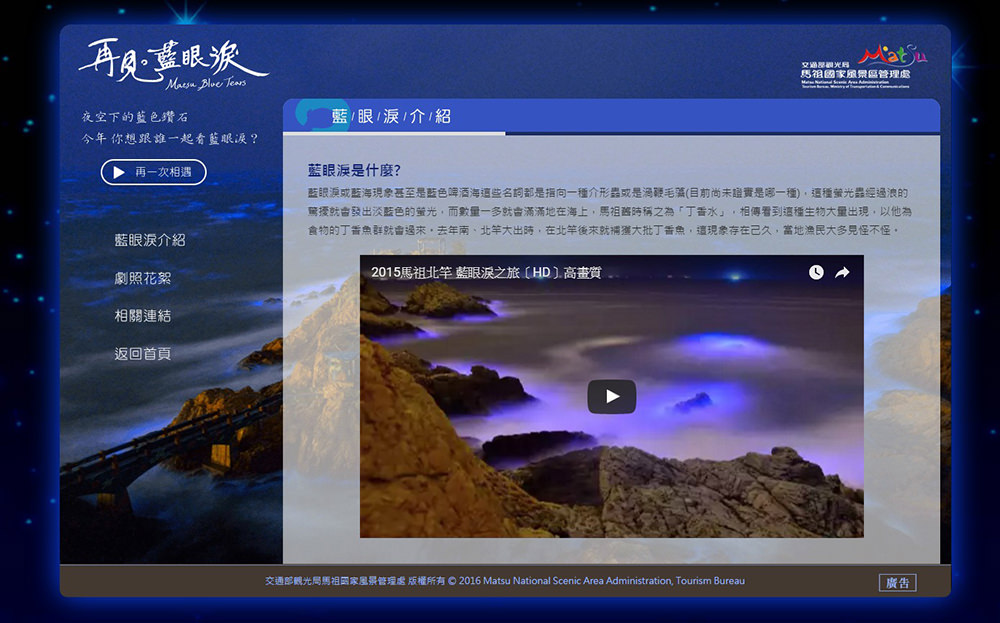 再見。藍眼淚
Matsu Blue Tears
夜空下的藍色鑽石
今年 你想跟誰一起看藍眼淚？
再一次相遇
藍眼淚介紹
劇照花絮
相關連結
返回首頁
Matsu
交通部觀光局
馬祖國家風景區管理處
Matsu National Scenic Area Administration
Tourism Bureau, Ministry of Transportation & Communications
藍/眼/淚/介/紹
藍眼淚是什麼?
藍眼淚或藍海現象甚至是藍色啤酒海這些名詞都是指向一種介形蟲或是渦鞭毛藻(目前尚未證實是哪一種)，這種螢光蟲經過浪的
驚擾就會發出淡藍色的螢光，而數量一多就會滿滿地在海上，馬祖舊時稱之為「丁香水」，相傳看到這種生物大量出現，以他為
食物的丁香魚群就會過來。去年南、北竿大出時，在北竿後來就捕獲大批丁香魚，這現象存在已久，當地漁民大多見怪不怪。
2015馬祖北竿 藍眼淚之旅〔HD〕高畫質
交通部觀光局馬祖國家風景管理處 版權所有 © 2016 Matsu National Scenic Area Administration, Tourism Bureau
廣告